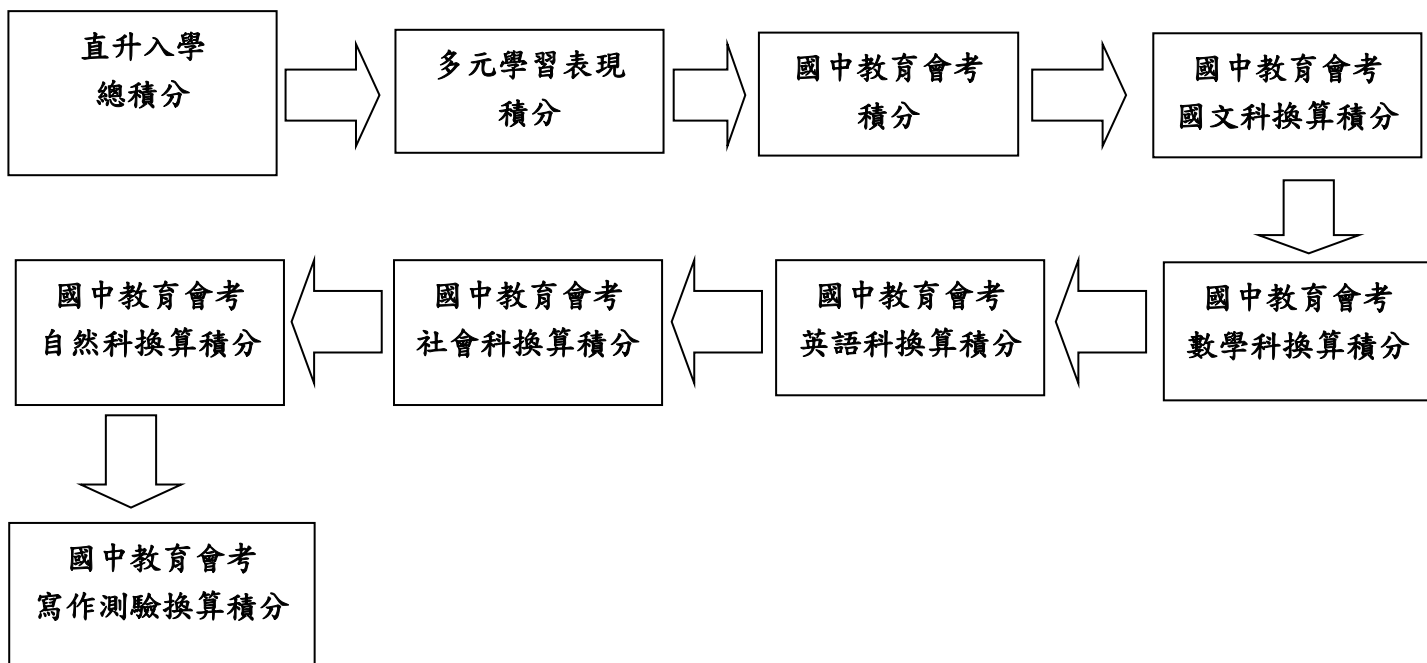 直升入學
總積分
多元學習表現
積分
國中教育會考
積分
國中教育會考
國文科換算積分
國中教育會考
數學科換算積分
國中教育會考
英語科換算積分
國中教育會考
社會科換算積分
國中教育會考
自然科換算積分
國中教育會考
寫作測驗換算積分